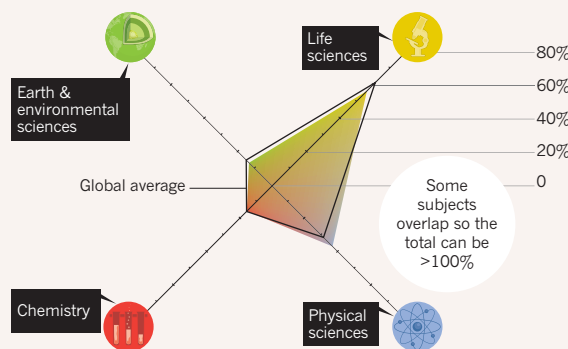 Life
sciences
80%
60%
40%
20%
0
Earth &
environmental
sciences
Global average
Some
subjects
overlap so the
total can be
>100%
Chemistry
Physical
sciences